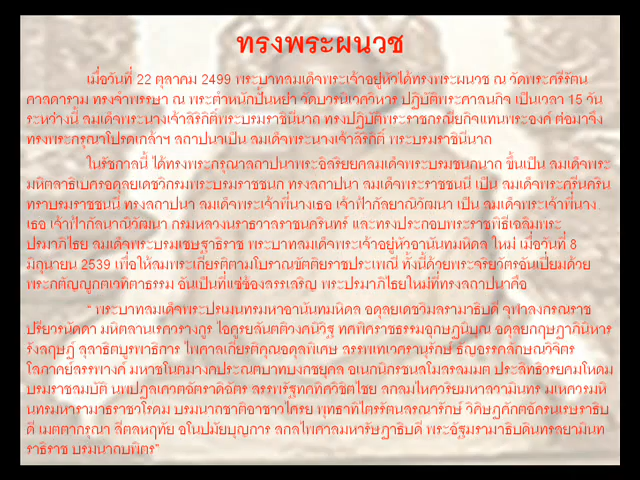 ทรงพระผนวช
เมื่อวันที่ 22 ตุลาคม 2499 พระบาทสมเด็จพระเจ้าอยู่หัวได้ทรงพระผนวช ณ วัดพระศรีรัตน
ศาสดาราม ทรงจำพรรษา ณ พระตำหนักปั้นหย่า วัดบวรนิเวศวิหาร ปฏิบัติพระศาสนกิจ เป็นเวลา 15 วัน
ระหว่างนี้ สมเด็จพระนางเจ้าสิริกิติ์พระบรมราชินีนาถ ทรงปฏิบัติพระราชกรณียกิจแทนพระองค์ ต่อมาจึง
ทรงพระกรุณาโปรดเกล้าฯ สถาปนาเป็น สมเด็จพระนางเจ้าสิริกิติ์ พระบรมราชินีนาถ
ในรัชกาลนี้ ได้ทรงพระกรุณาสถาปนาพระอิสริยยศสมเด็จพระบรมชนกนาถ ขึ้นเป็น สมเด็จพระ
มหิตลาธิเบศรอดุลยเดชวิกรมพระบรมราชชนก ทรงสถาปนา สมเด็จพระราชชนนี เป็น สมเด็จพระศรีนคริน
ทราบรมราชชนนี ทรงสถาปนา สมเด็จพระเจ้าพี่นางเธอ เจ้าฟ้ากัลยาณิวัฒนา เป็น สมเด็จพระเจ้าพี่นาง
เธอ เจ้าฟ้ากัลยาณิวัฒนา กรมหลวงนราธิวาสราชนครินทร์ และทรงประกอบพระราชพิธีเฉลิมพระ
ปรมาภิไธย สมเด็จพระบรมเชษฐาธิราช พระบาทสมเด็จพระเจ้าอยู่หัวอานันทมหิดล ใหม่ เมื่อวันที่ 8
มิถุนายน 2539 เพื่อให้สมพระเกียรติตามโบราณขัตติยราชประเพณี ทั้งนี้ด้วยพระจริยวัตรอันเปี่ยมด้วย
พระกตัญญูกตเวทิตาธรรม อันเป็นที่แซ่ซ้องสรรเสริญ พระปรมาภิไธยใหม่ที่ทรงสถาปนาคือ
" พระบาทสมเด็จพระปรเมนทรมหาอานันทมหิดล อดุลยเดชวิมลรามาธิบดี จุฬาลงกรณราช
ปรียวรนัดดา มหิตลานเรศวรางกูร ไอศูรยสันตติวงศนิวิฐ ทศพิศราชธรรมอุกฤษฎนิบุณ อดุลยกฤษฎาภินิหาร
รังสฤษฎ์ สุสาธิตบูรพาธิการ ไพศาลเกียรติคุณอดุลพิเศษ สรรพเทเวศรานุรักษ์ ธัญอรรคลักษณวิจิตร
โสภาคย์สรรพางค์ มหาชโนตมางคประณตบาทบงกชยุคล อเนกนิกรชนสโมสรสมมต ประสิทธิวรยศมโหดม
บรมราชสมบัติ นพปฎลเศวตฉัตราดิฉัตร สรรพรัฐทศทิศวิชิตไชย สกลมไหศวริยมหาสวามินทร มเหศวรมหิ
นทรมหารามาธิราชวโรดม บรมนาถชาติอาชาวไศรย พุทธาทิไตรรัตนสรณารักษ์ วิศิษฎศักตอัครนเรษราธิบ
ดี เมตตากรุณา สีตลหฤทัย อโนปมัยบุญการ สกลไพศาลมหารัษฎาธิบดี พระอัฐมรามาธิบดินทรสยามินท
ราธิราช บรมนาถบพิตร"